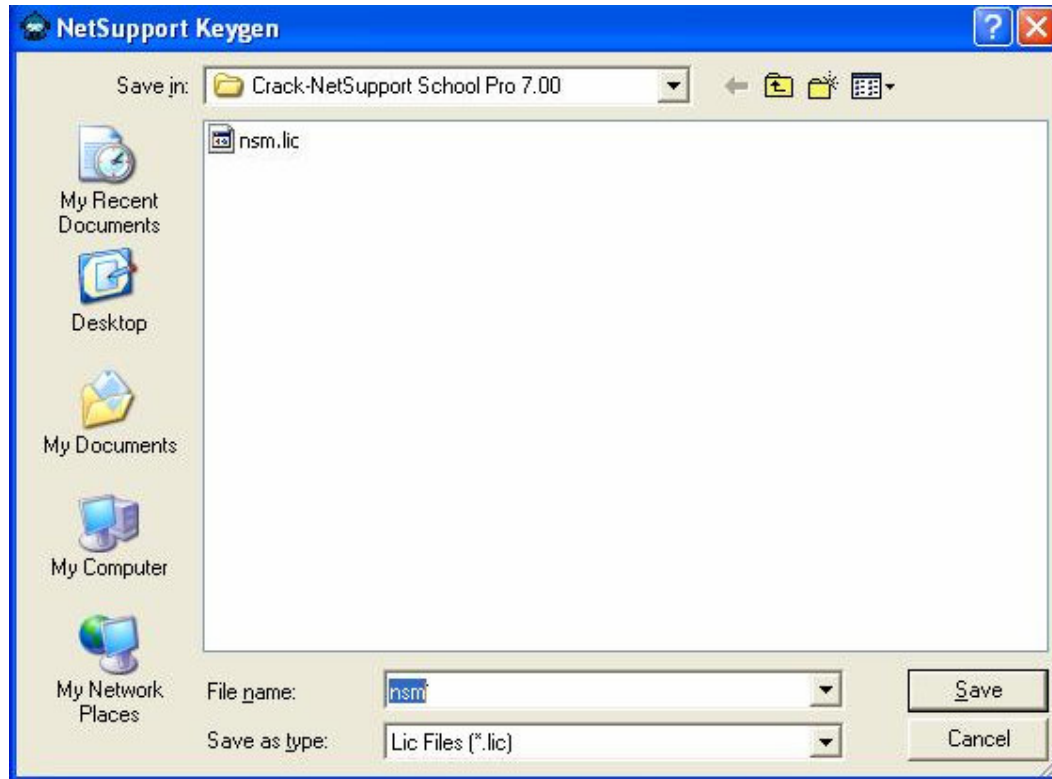 NetSupport Keygen
Save in:
Crack-NetSupport School Pro 7.00
nsm.lic
My Recent
Documents
Desktop
My Documents
My Computer
My Network
Places
File name:
nsm
Save
Save as type:
Lic Files (*.lic)
Cancel